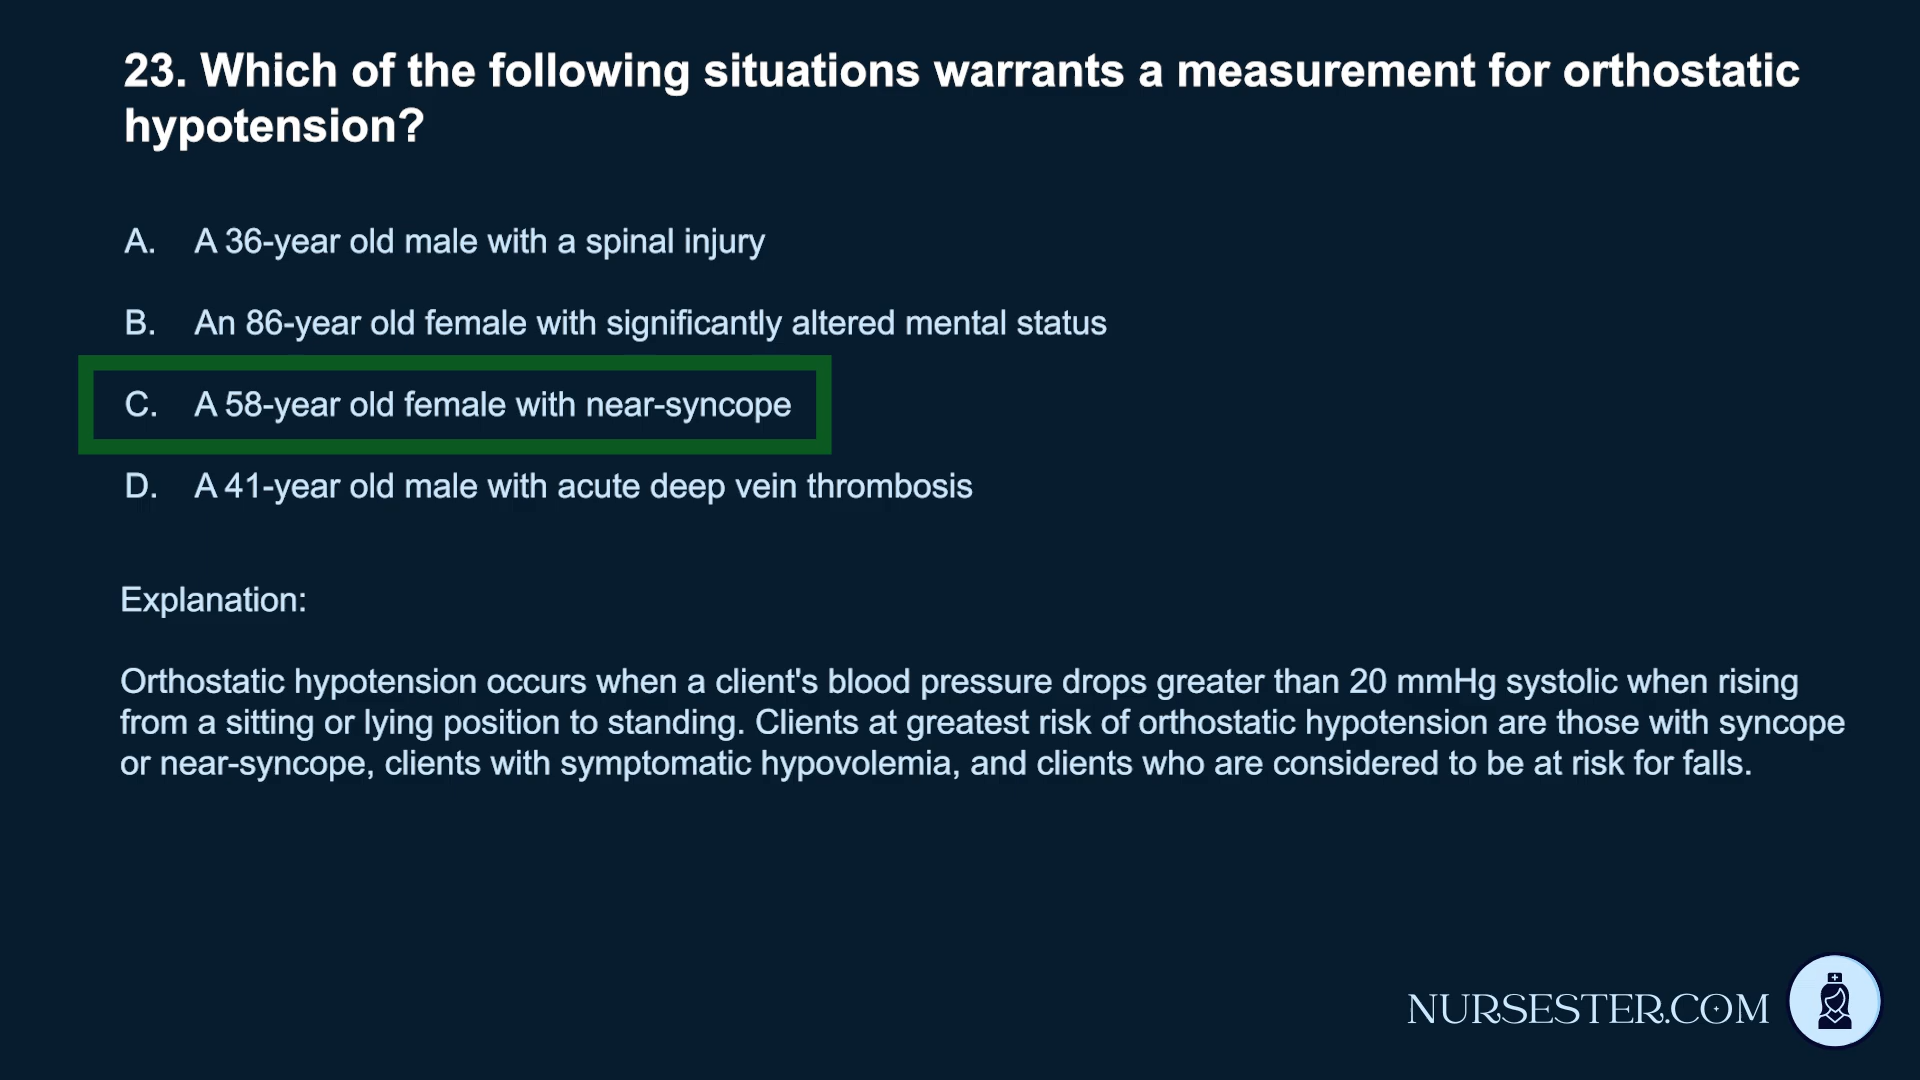 23. Which of the following situations warrants a measurement for orthostatic
hypotension?
A. A 36-year old male with a spinal injury
B. An 86-year old female with significantly altered mental status
C. A 58-year old female with near-syncope
D. A 41-year old male with acute deep vein thrombosis
Explanation:
Orthostatic hypotension occurs when a client's blood pressure drops greater than 20 mmHg systolic when rising
from a sitting or lying position to standing. Clients at greatest risk of orthostatic hypotension are those with syncope
or near-syncope, clients with symptomatic hypovolemia, and clients who are considered to be at risk for falls.
NURSESTER.COM